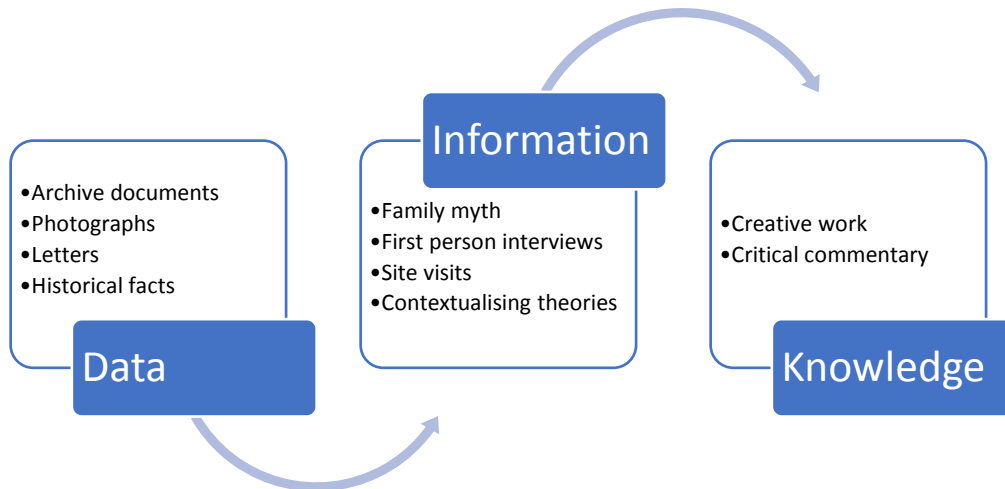 •Archive documents
•Photographs
•Letters
•Historical facts
Data
Information
•Family myth
•First person interviews
•Site visits
•Contextualising theories
•Creative work
•Critical commentary
Knowledge